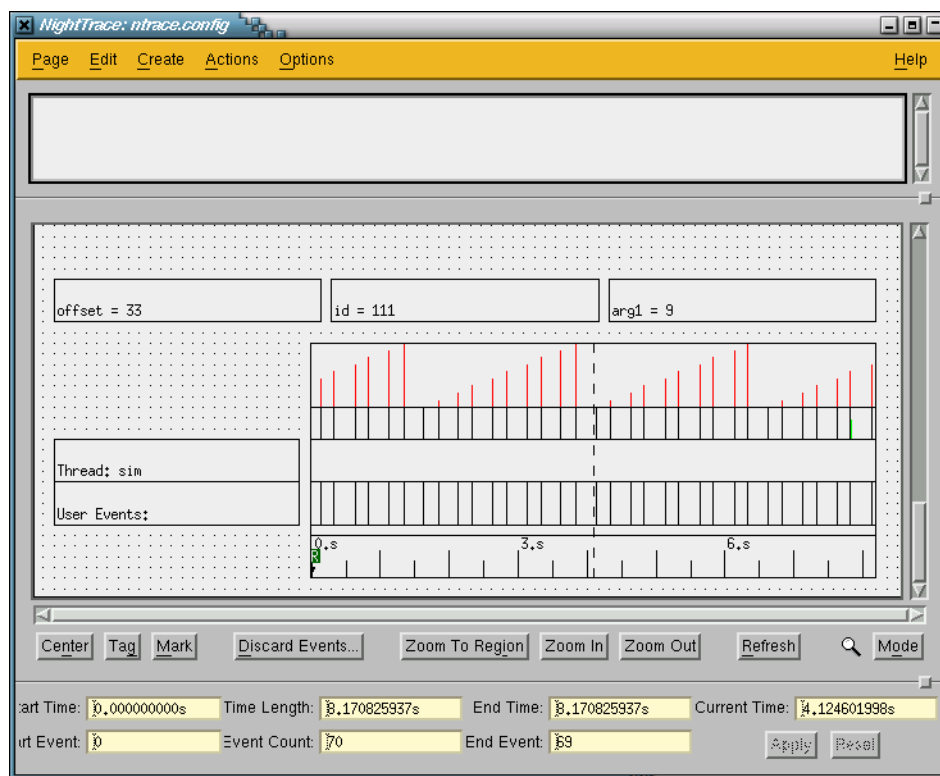 NightTrace: ntrace.config
Page Edit Create Actions Options Help
offset = 33 id = 111 arg1 = 9
Thread: sim
User Events:
0.s 3.s 6.s
R
Center Tag Mark Discard Events... Zoom To Region Zoom In Zoom Out Refresh Mode
art Time: 0.000000000s Time Length: 8.170825937s End Time: 8.170825937s Current Time: 4.124601998s
rt Event: 0 Event Count: 70 End Event: 69 Apply Reset